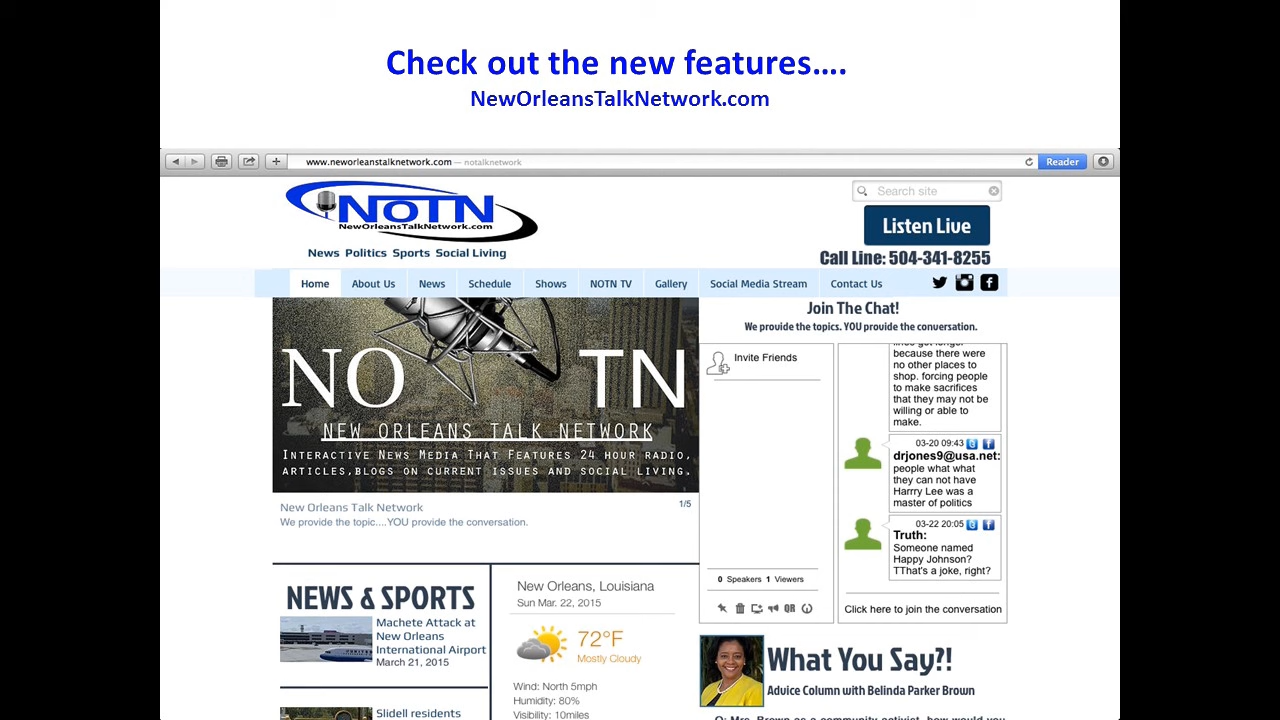 Check out the new features....
NewOrleansTalkNetwork.com
www.neworleanstalknetwork.com — notalknetwork
Reader
NOTN
NewOrleansTalkNetwork.com
News Politics Sports Social Living
Search site
Listen Live
Call Line: 504-341-8255
Home About Us News Schedule Shows NOTN TV Gallery Social Media Stream Contact Us
NO TN
NEW ORLEANS TALK NETWORK
INTERACTIVE NEWS MEDIA THAT FEATURES 24 HOUR RADIO,
ARTICLES,BLOGS ON CURRENT ISSUES AND SOCIAL LIVING.
New Orleans Talk Network
1/5
We provide the topic....YOU provide the conversation.
Join The Chat!
We provide the topics. YOU provide the conversation.
Invite Friends
0 Speakers 1 Viewers
QR
because there were
no other places to
shop. forcing people
to make sacrifices
that they may not be
willing or able to
make.
03-20 09:43
drjones9@usa.net:
people what what
they can not have
Harrry Lee was a
master of politics
03-22 20:05
Truth:
Someone named
Happy Johnson?
TThat's a joke, right?
Click here to join the conversation
NEWS & SPORTS
Machete Attack at
New Orleans
International Airport
March 21, 2015
Slidell residents
New Orleans, Louisiana
Sun Mar. 22, 2015
72°F
Mostly Cloudy
Wind: North 5mph
Humidity: 80%
Visibility: 10miles
What You Say?!
Advice Column with Belinda Parker Brown